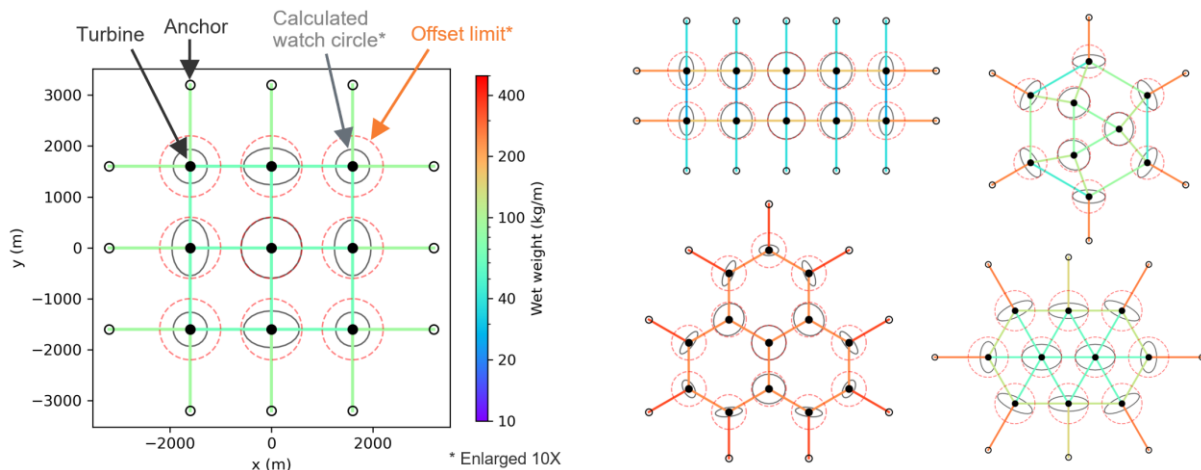 Turbine
Anchor
Calculated
watch circle*
Offset limit*
3000
2000
1000
0
−1000
−2000
−3000
y (m)
−2000
0
2000
x (m)
400
200
100
40
20
10
Wet weight (kg/m)
* Enlarged 10X